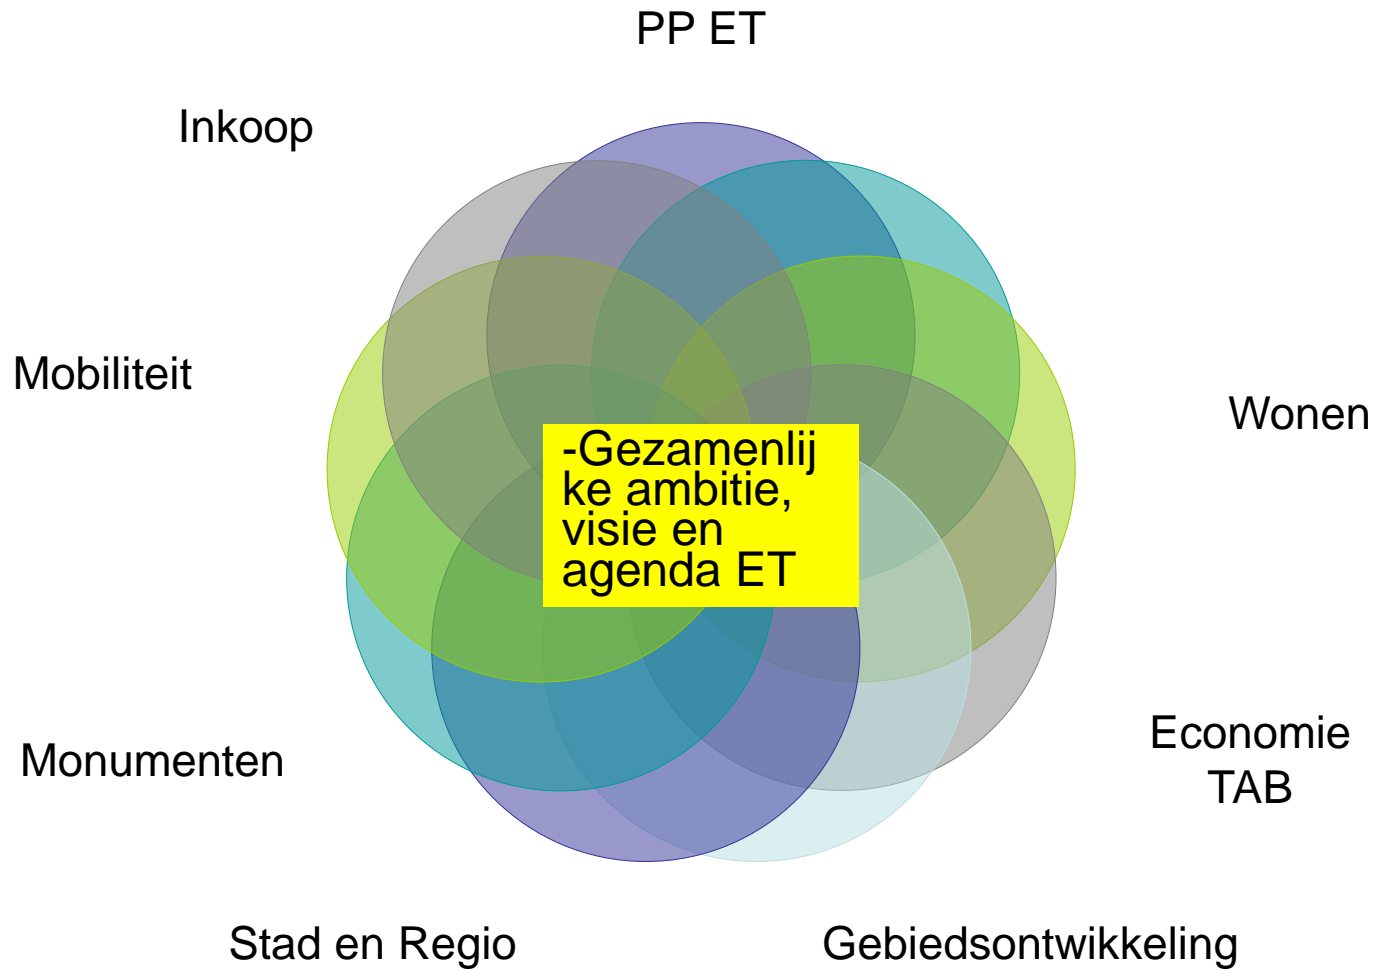 PP ET
Inkoop
Mobiliteit
Wonen
-Gezamenlij
ke ambitie,
visie en
agenda ET
Monumenten
Economie
TAB
Stad en Regio
Gebiedsontwikkeling